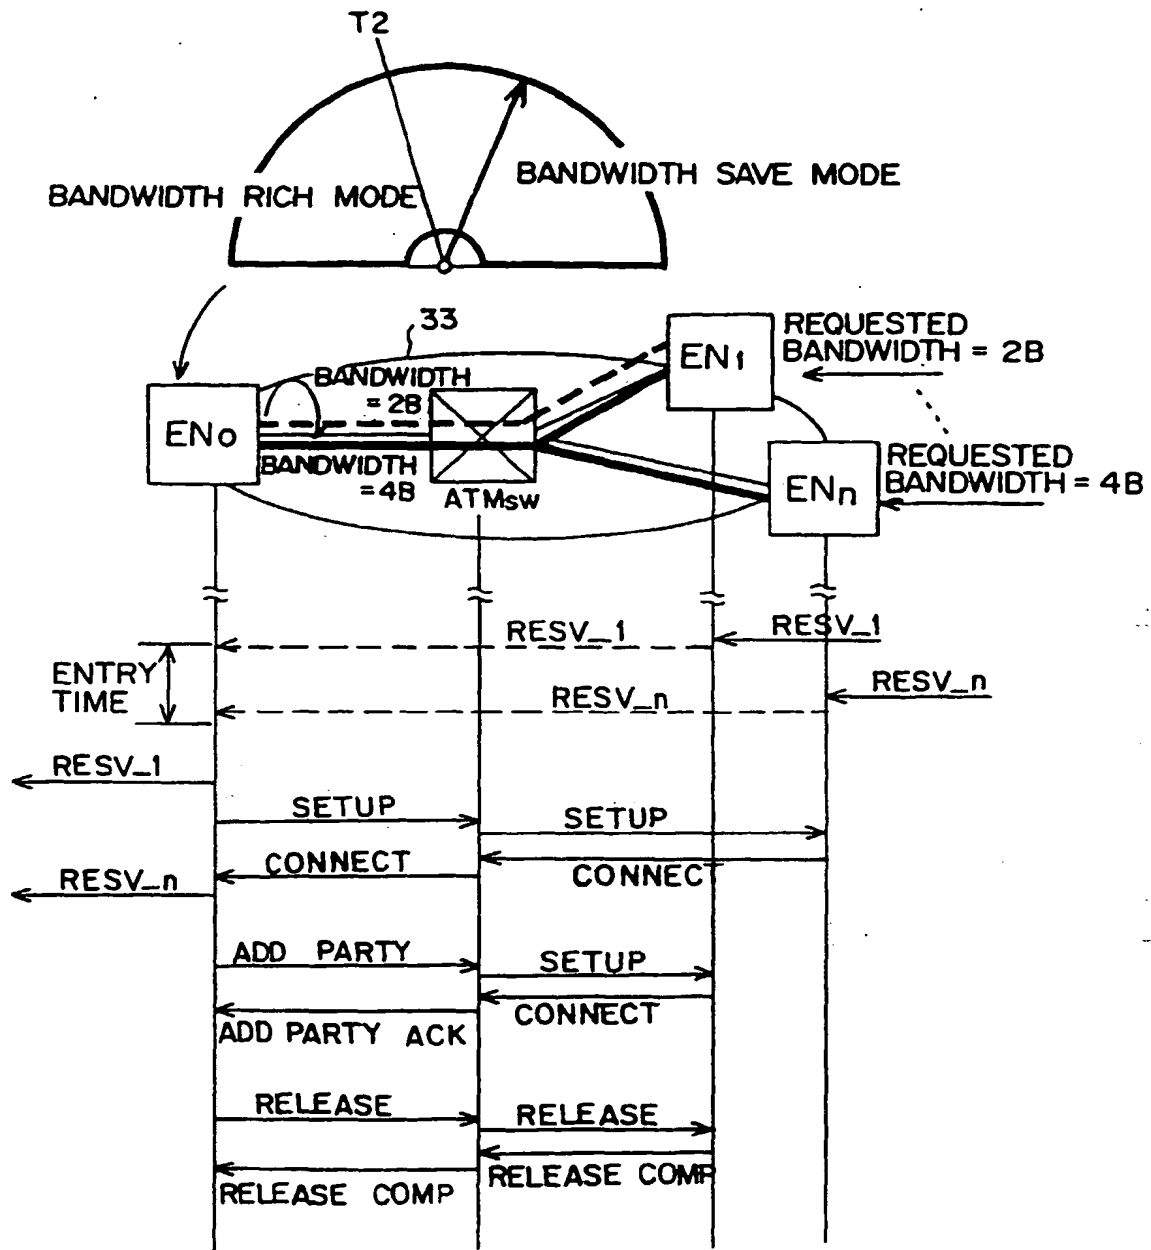 T2
BANDWIDTH SAVE MODE
BANDWIDTH RICH MODE
33
BANDWIDTH
= 2B
EN1
REQUESTED
BANDWIDTH = 2B
ENo
BANDWIDTH
=4B
ATMsw
ENn
REQUESTED
BANDWIDTH = 4B
RESV_1
RESV_1
ENTRY
TIME
RESV_n
RESV_n
RESV_1
SETUP
SETUP
CONNECT
CONNECT
RESV_n
ADD PARTY
SETUP
CONNECT
ADD PARTY ACK
RELEASE
RELEASE
RELEASE COMP
RELEASE COMP